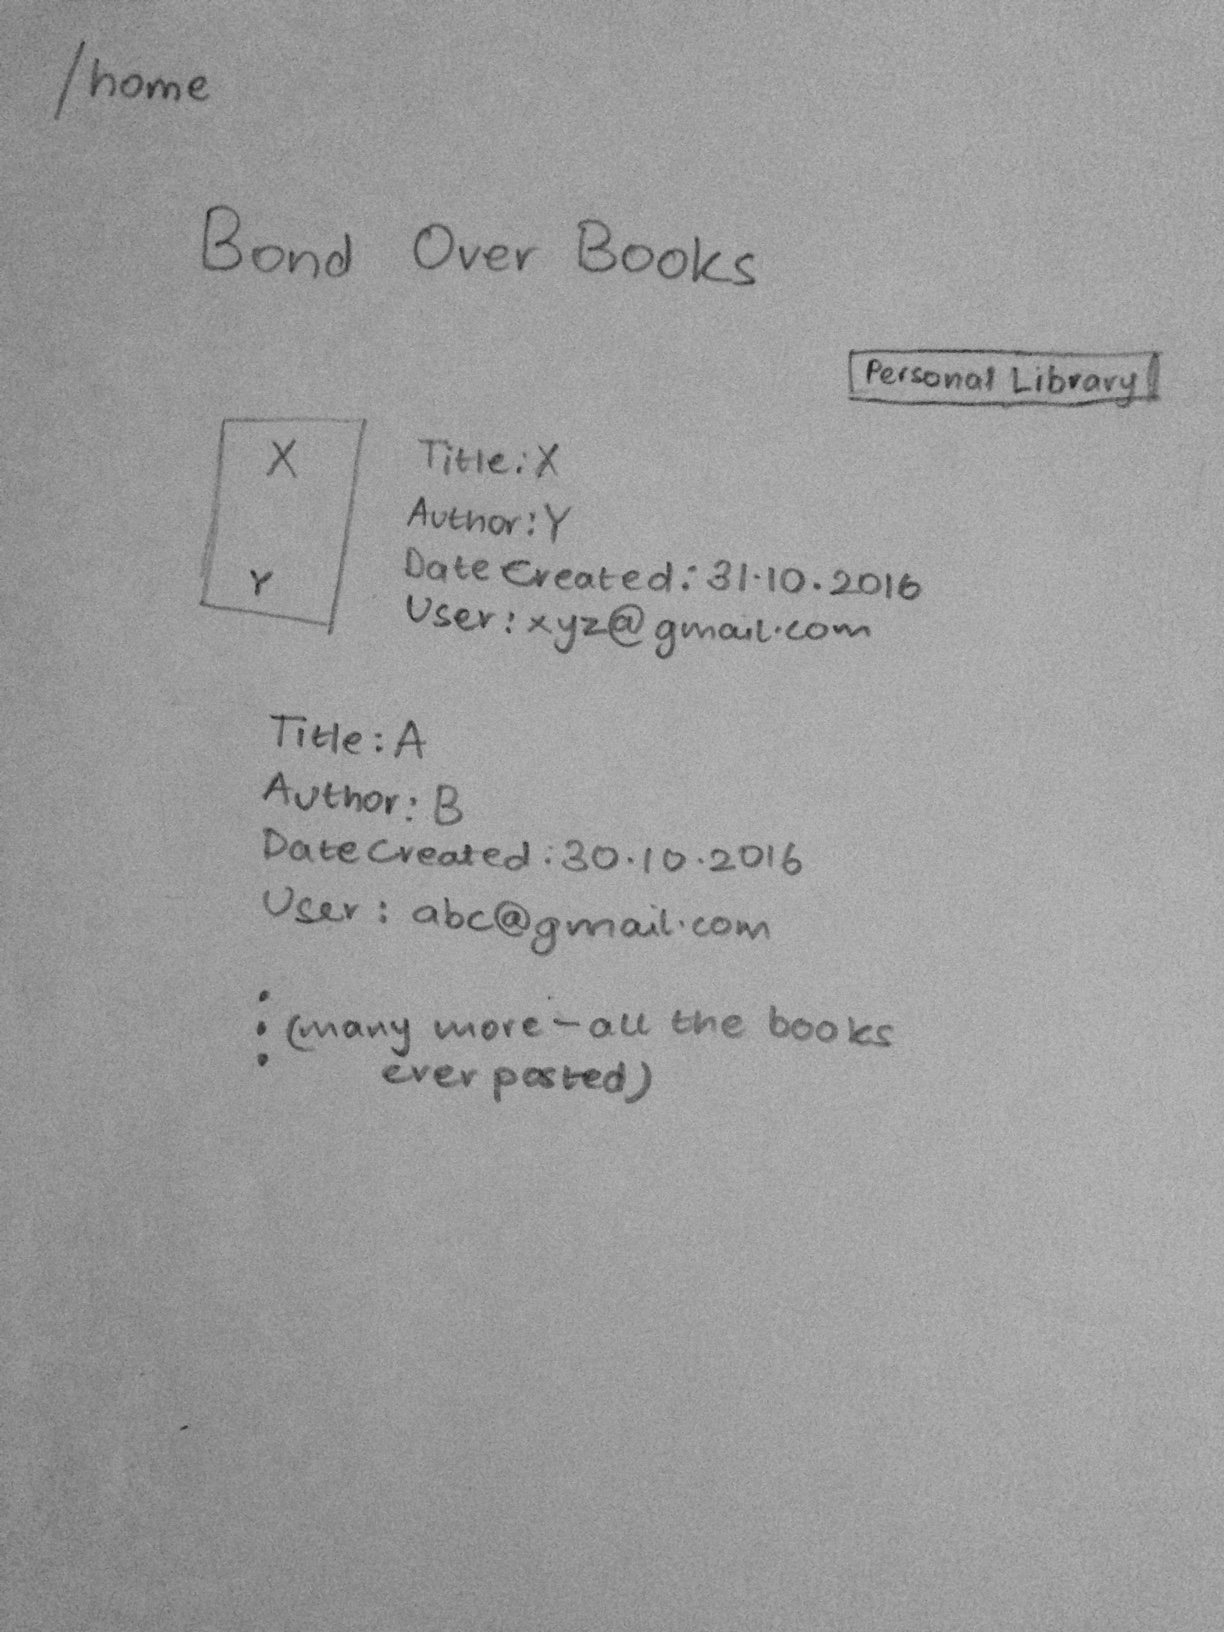 /home
Bond Over Books
Personal Library
X
Y
Title: X
Author: Y
Date Created: 31.10.2016
User: xyz@gmail.com
Title: A
Author: B
Date Created: 30.10.2016
User: abc@gmail.com
(many more - all the books
ever posted)